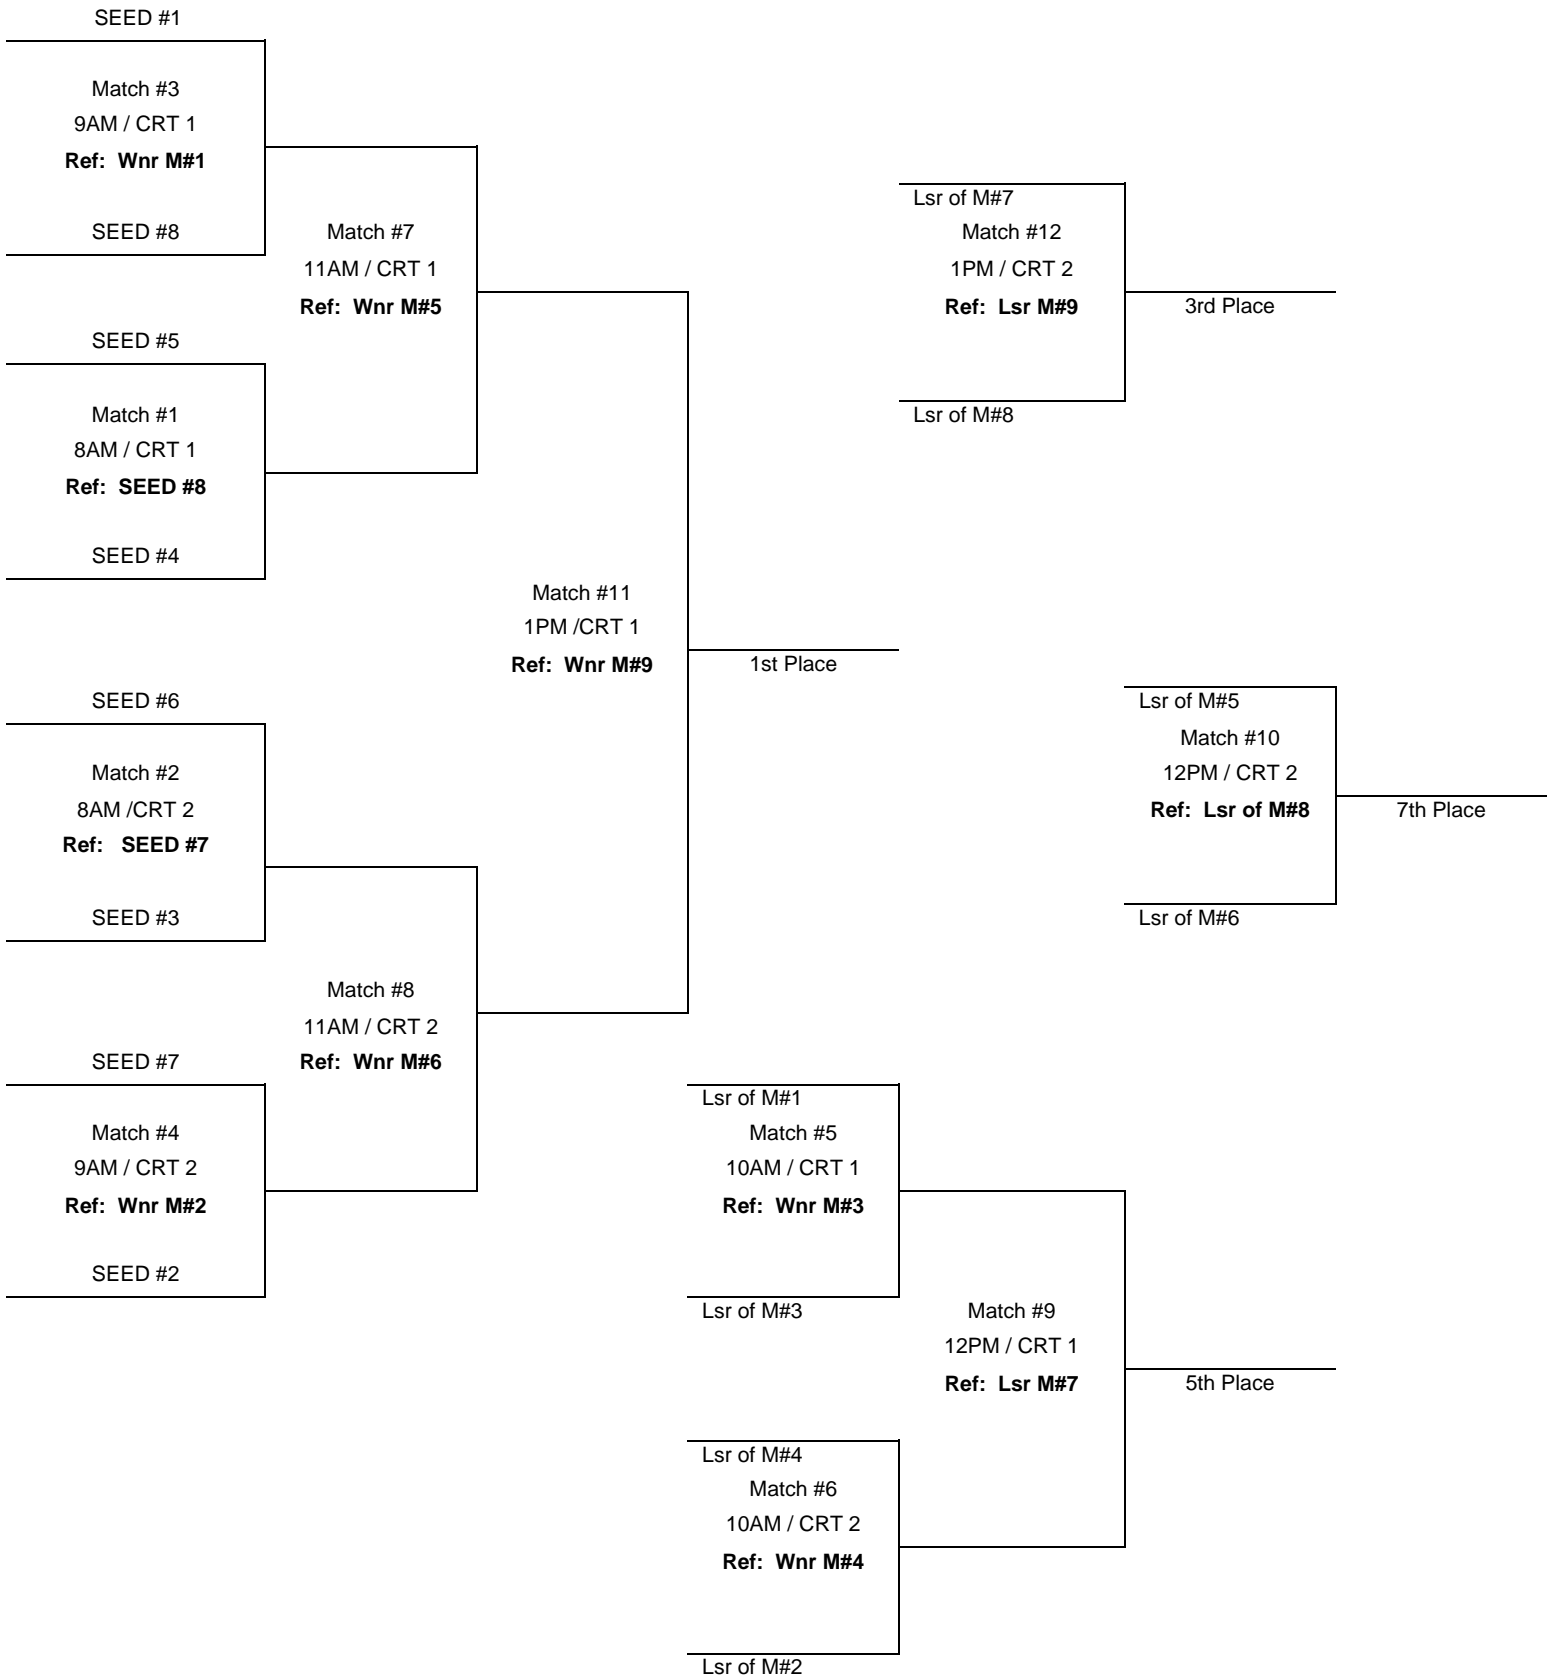 SEED #1
Match #3
9AM / CRT 1
Ref:  Wnr M#1
SEED #8
Match #7
11AM / CRT 1
Ref:  Wnr M#5
SEED #5
Match #1
8AM / CRT 1
Ref:  SEED #8
SEED #4
Match #11
1PM /CRT 1
Ref:  Wnr M#9
1st Place
SEED #6
Match #2
8AM /CRT 2
Ref:   SEED #7
SEED #3
Match #8
11AM / CRT 2
Ref:  Wnr M#6
SEED #7
Match #4
9AM / CRT 2
Ref:  Wnr M#2
SEED #2
Lsr of M#7
Match #12
1PM / CRT 2
Ref:  Lsr M#9
3rd Place
Lsr of M#8
Lsr of M#5
Match #10
12PM / CRT 2
Ref:  Lsr of M#8
7th Place
Lsr of M#6
Lsr of M#1
Match #5
10AM / CRT 1
Ref:  Wnr M#3
Lsr of M#3
Match #9
12PM / CRT 1
Ref:  Lsr M#7
5th Place
Lsr of M#4
Match #6
10AM / CRT 2
Ref:  Wnr M#4
Lsr of M#2